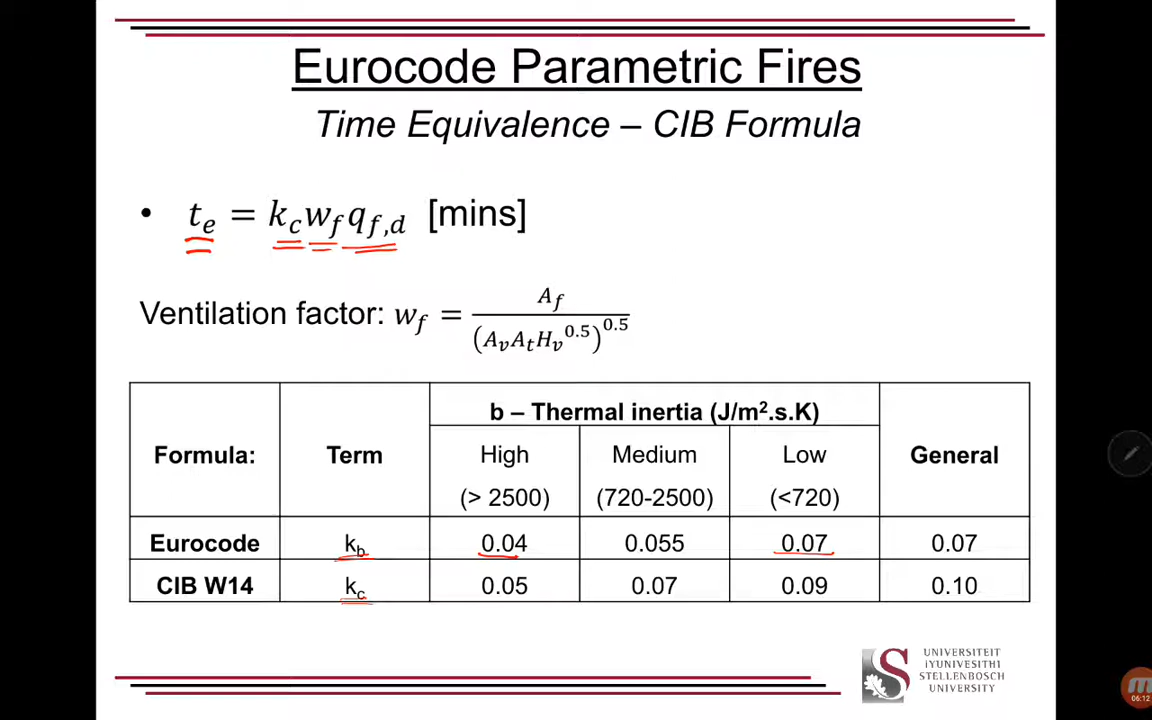 Eurocode Parametric Fires
Time Equivalence – CIB Formula
• t_e = k_c w_f q_{f,d} [mins]
Ventilation factor: w_f = A_f / (A_v A_t H_v^{0.5})^{0.5}
b – Thermal inertia (J/m².s.K)
Formula: Term High (> 2500) Medium (720-2500) Low (<720) General
Eurocode k_b 0.04 0.055 0.07 0.07
CIB W14 k_c 0.05 0.07 0.09 0.10
UNIVERSITEIT
iYUNIVESITHI
STELLENBOSCH
UNIVERSITY
06:12